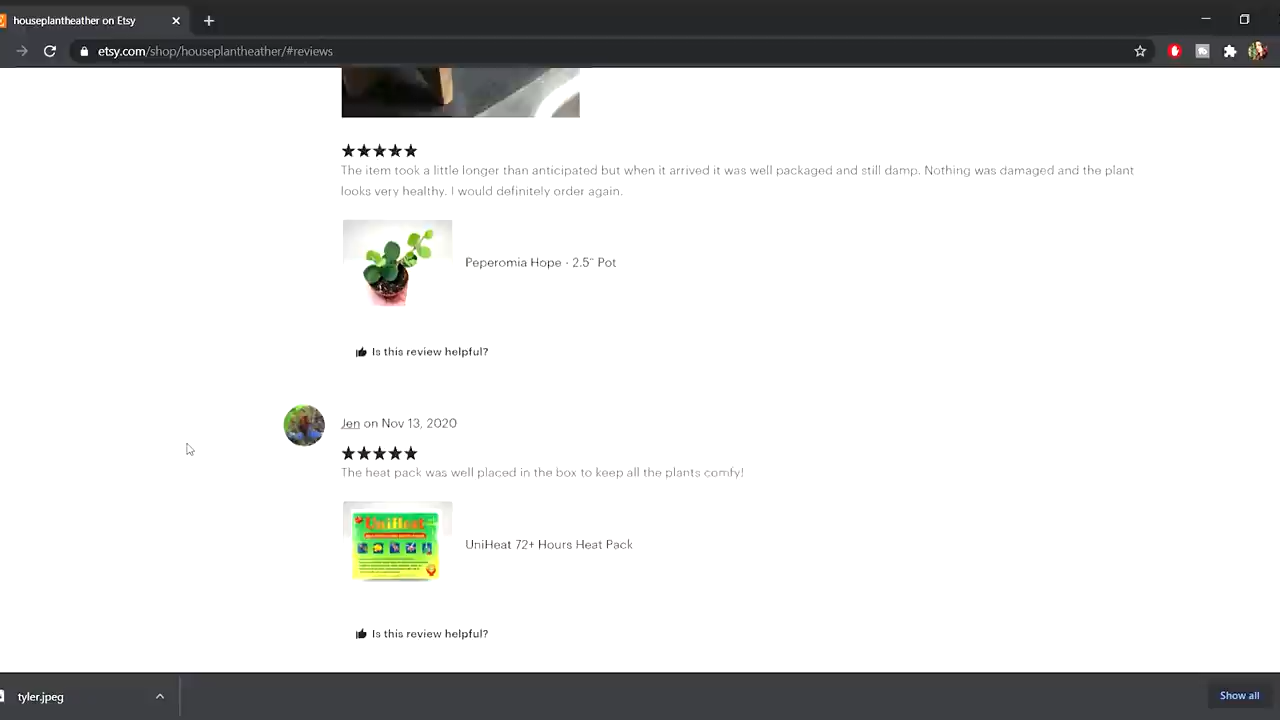 houseplantheather on Etsy
etsy.com/shop/houseplantheather/#reviews
★★★★★
The item took a little longer than anticipated but when it arrived it was well packaged and still damp. Nothing was damaged and the plant
looks very healthy. I would definitely order again.
Peperomia Hope · 2.5" Pot
Is this review helpful?
Jen on Nov 13, 2020
★★★★★
The heat pack was well placed in the box to keep all the plants comfy!
UniHeat
UniHeat 72+ Hours Heat Pack
Is this review helpful?
tyler.jpeg
Show all